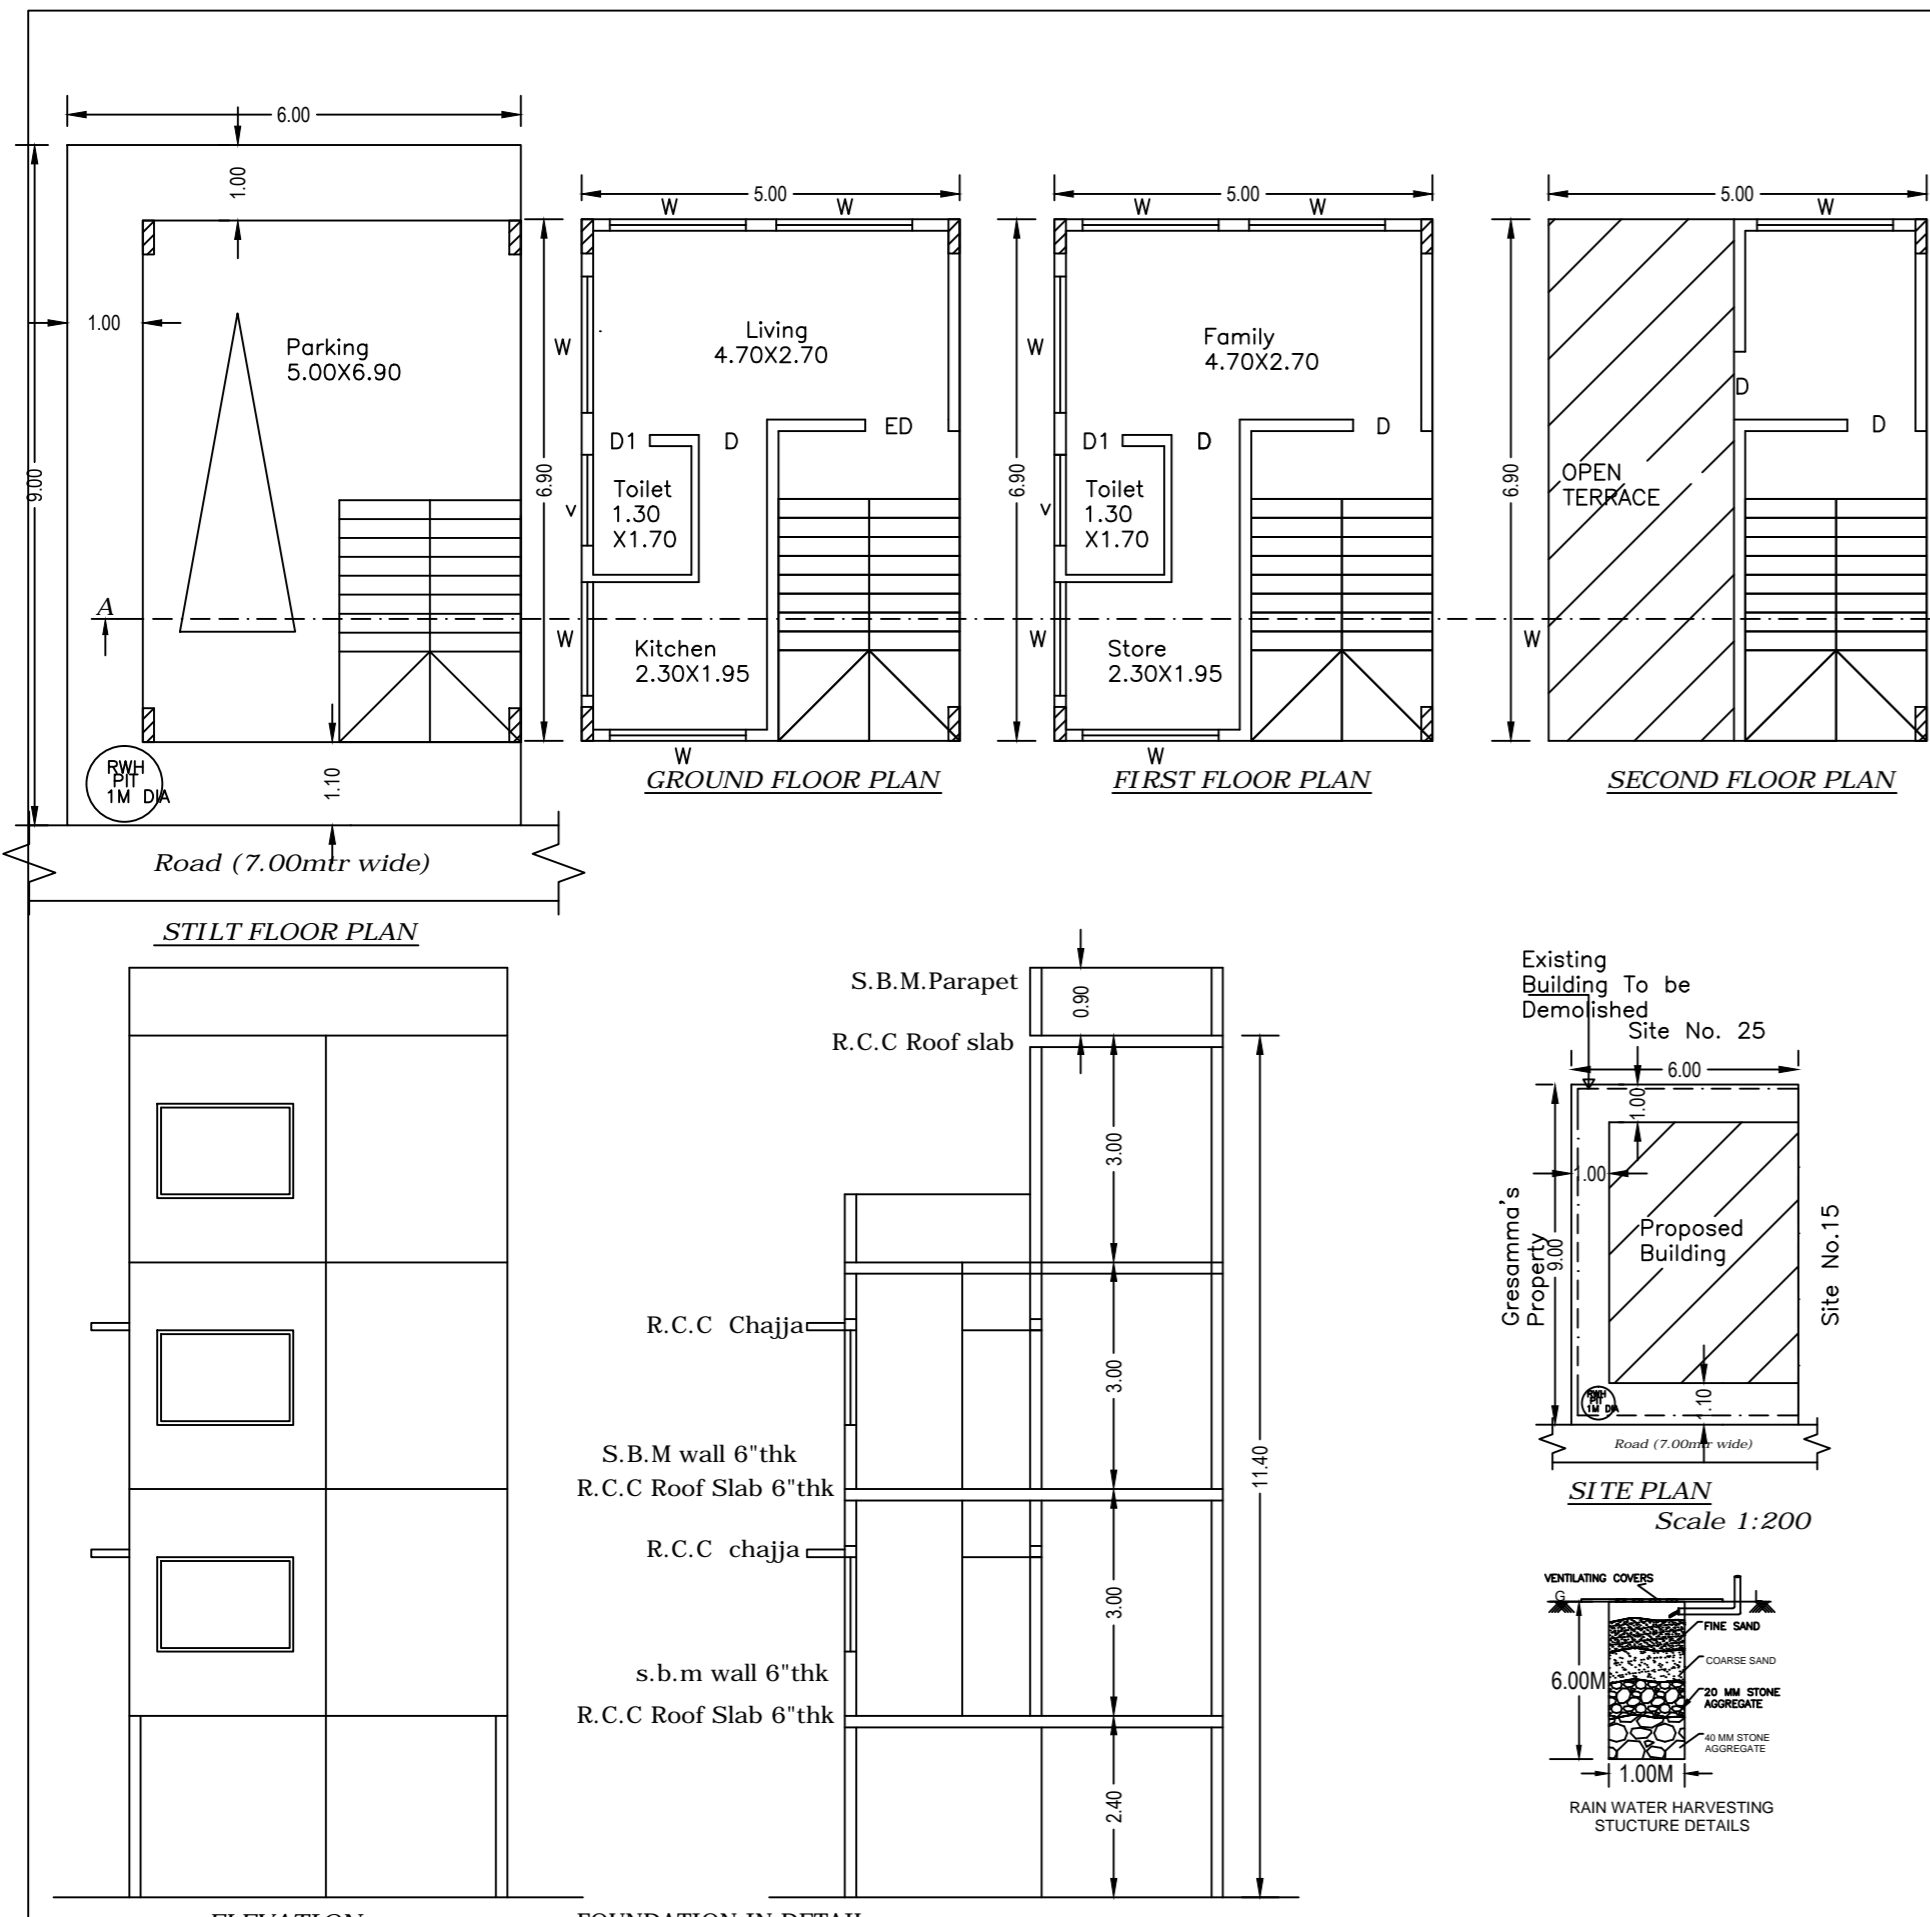 6.00
1.00
9.00
1.00
Parking
5.00X6.90
A
RWH
PIT
1M DIA
1.10
Road (7.00mtr wide)
STILT FLOOR PLAN
5.00
W
W
6.90
W
Living
4.70X2.70
D1
D
ED
Toilet
1.30
X1.70
v
W
Kitchen
2.30X1.95
W
GROUND FLOOR PLAN
5.00
W
W
6.90
W
Family
4.70X2.70
D1
D
D
Toilet
1.30
X1.70
v
W
Store
2.30X1.95
W
FIRST FLOOR PLAN
5.00
W
6.90
D
D
OPEN
TERRACE
W
SECOND FLOOR PLAN
S.B.M.Parapet
0.90
R.C.C Roof slab
3.00
R.C.C Chajja
3.00
S.B.M wall 6"thk
R.C.C Roof Slab 6"thk
11.40
R.C.C chajja
3.00
s.b.m wall 6"thk
R.C.C Roof Slab 6"thk
2.40
ELEVATION
FOUNDATION IN DETAIL
Existing
Building To be
Demolished
Site No. 25
6.00
1.00
1.00
Gresamma's
Property
9.00
Proposed
Building
Site No.15
RWH
PIT
1M DIA
1.10
Road (7.00mtr wide)
SITE PLAN
Scale 1:200
VENTILATING COVERS
G
L
FINE SAND
COARSE SAND
6.00M
20 MM STONE
AGGREGATE
40 MM STONE
AGGREGATE
1.00M
RAIN WATER HARVESTING
STUCTURE DETAILS